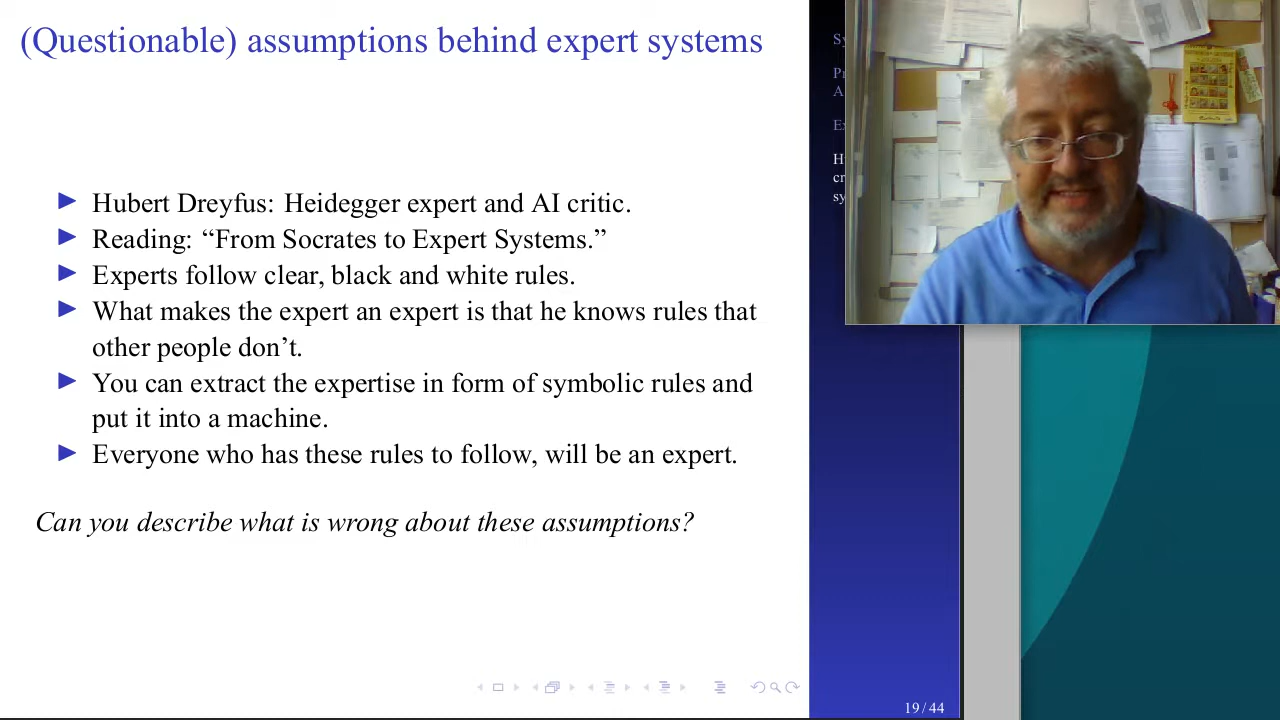 (Questionable) assumptions behind expert systems
▶ Hubert Dreyfus: Heidegger expert and AI critic.
▶ Reading: “From Socrates to Expert Systems.”
▶ Experts follow clear, black and white rules.
▶ What makes the expert an expert is that he knows rules that
other people don’t.
▶ You can extract the expertise in form of symbolic rules and
put it into a machine.
▶ Everyone who has these rules to follow, will be an expert.
Can you describe what is wrong about these assumptions?
19 / 44